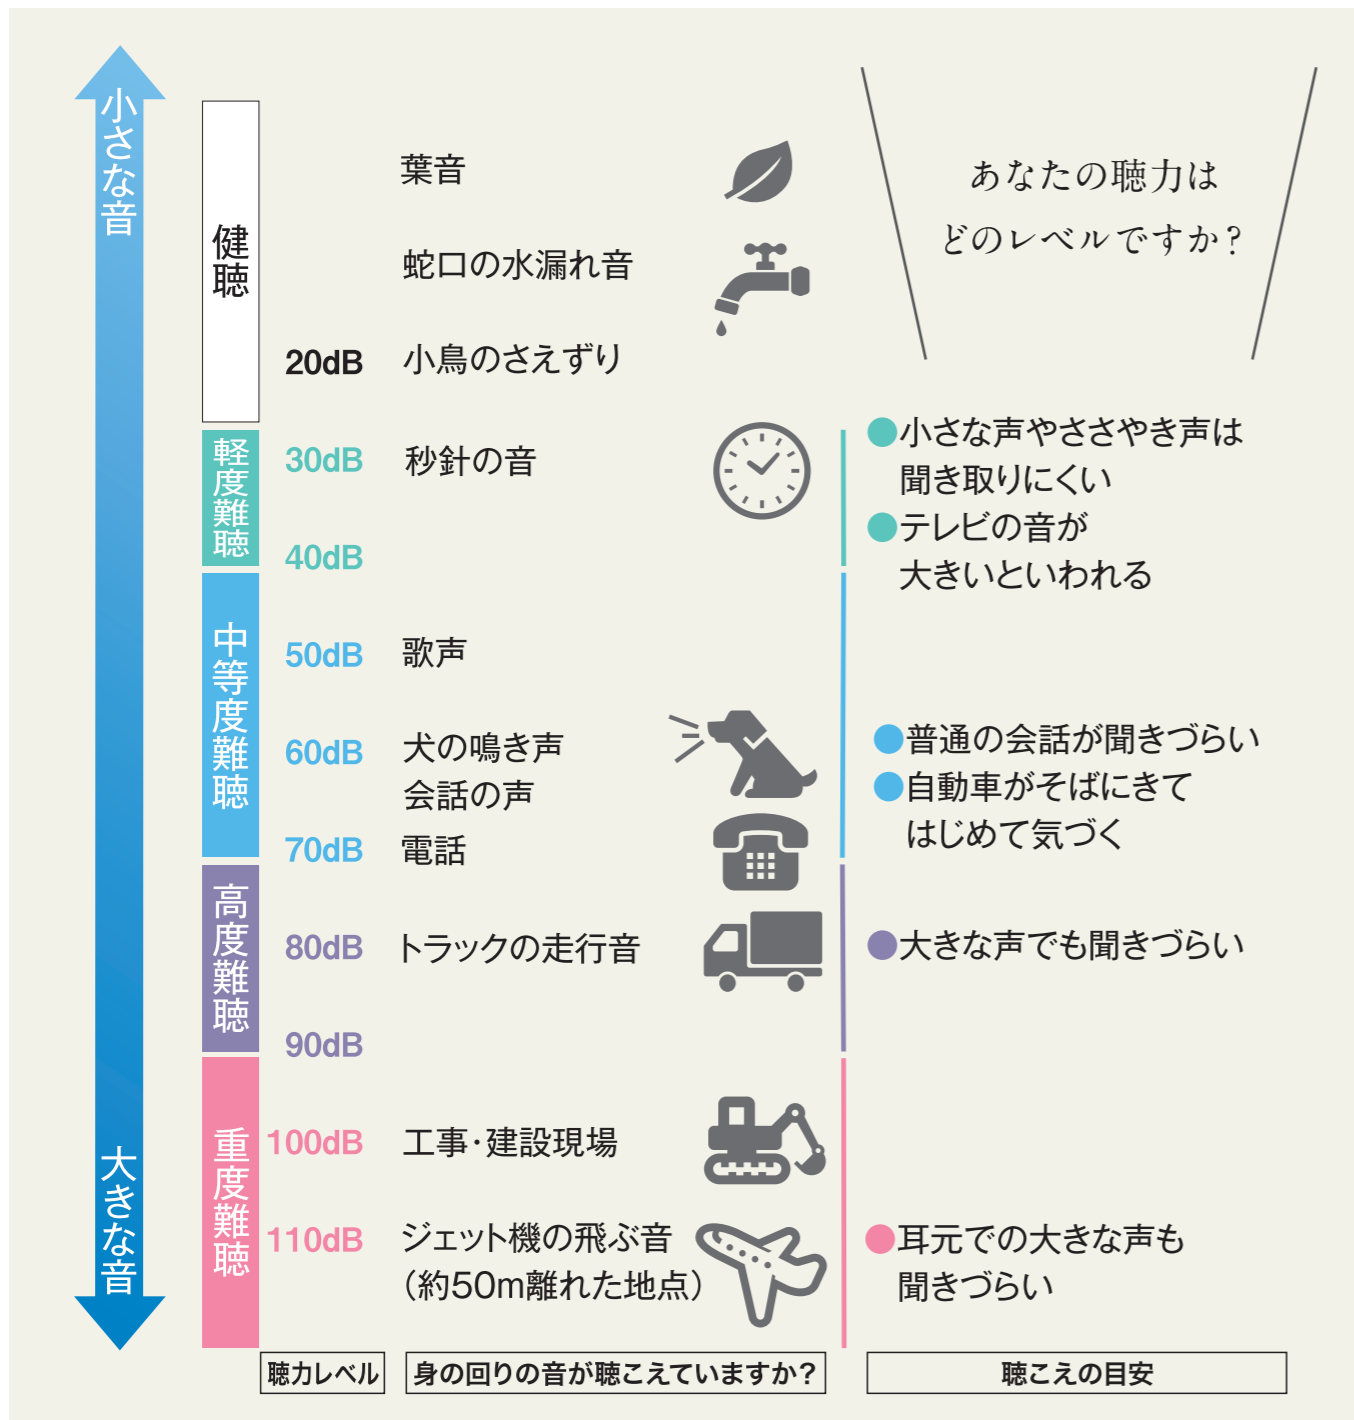 小さな音
大きな音
健聴
葉音
蛇口の水漏れ音
20dB 小鳥のさえずり
あなたの聴力は
どのレベルですか?
軽度難聴
30dB 秒針の音
40dB
●小さな声やささやき声は
聞き取りにくい
●テレビの音が
大きいといわれる
中等度難聴
50dB 歌声
60dB 犬の鳴き声
会話の声
70dB 電話
●普通の会話が聞きづらい
●自動車がそばにきて
はじめて気づく
高度難聴
80dB トラックの走行音
90dB
●大きな声でも聞きづらい
重度難聴
100dB 工事・建設現場
110dB ジェット機の飛ぶ音
(約50m離れた地点)
●耳元での大きな声も
聞きづらい
聴力レベル
身の回りの音が聴こえていますか?
聴こえの目安